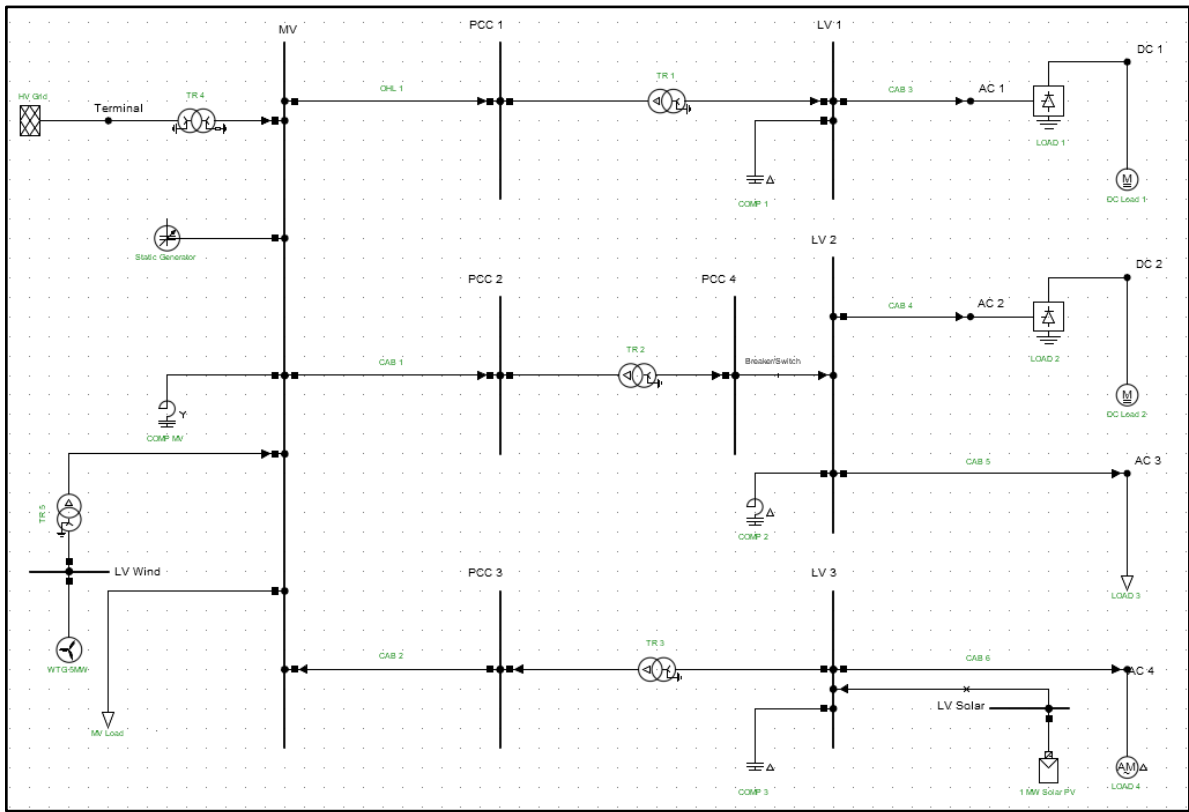 MV
PCC 1
LV 1
DC 1
HV Grid
Terminal
TR 4
OHL 1
TR 1
CAB 3
AC 1
LOAD 1
COMP 1
DC Load 1
Static Generator
PCC 2
PCC 4
LV 2
DC 2
CAB 4
AC 2
LOAD 2
CAB 1
TR 2
Breaker/Switch
Y
COMP MV
DC Load 2
CAB 5
AC 3
TR 5
COMP 2
LV Wind
PCC 3
LV 3
LOAD 3
WTG-5MW
CAB 2
TR 3
CAB 6
AC 4
LV Solar
MV Load
COMP 3
1 MW Solar PV
AM
LOAD 4
M
M